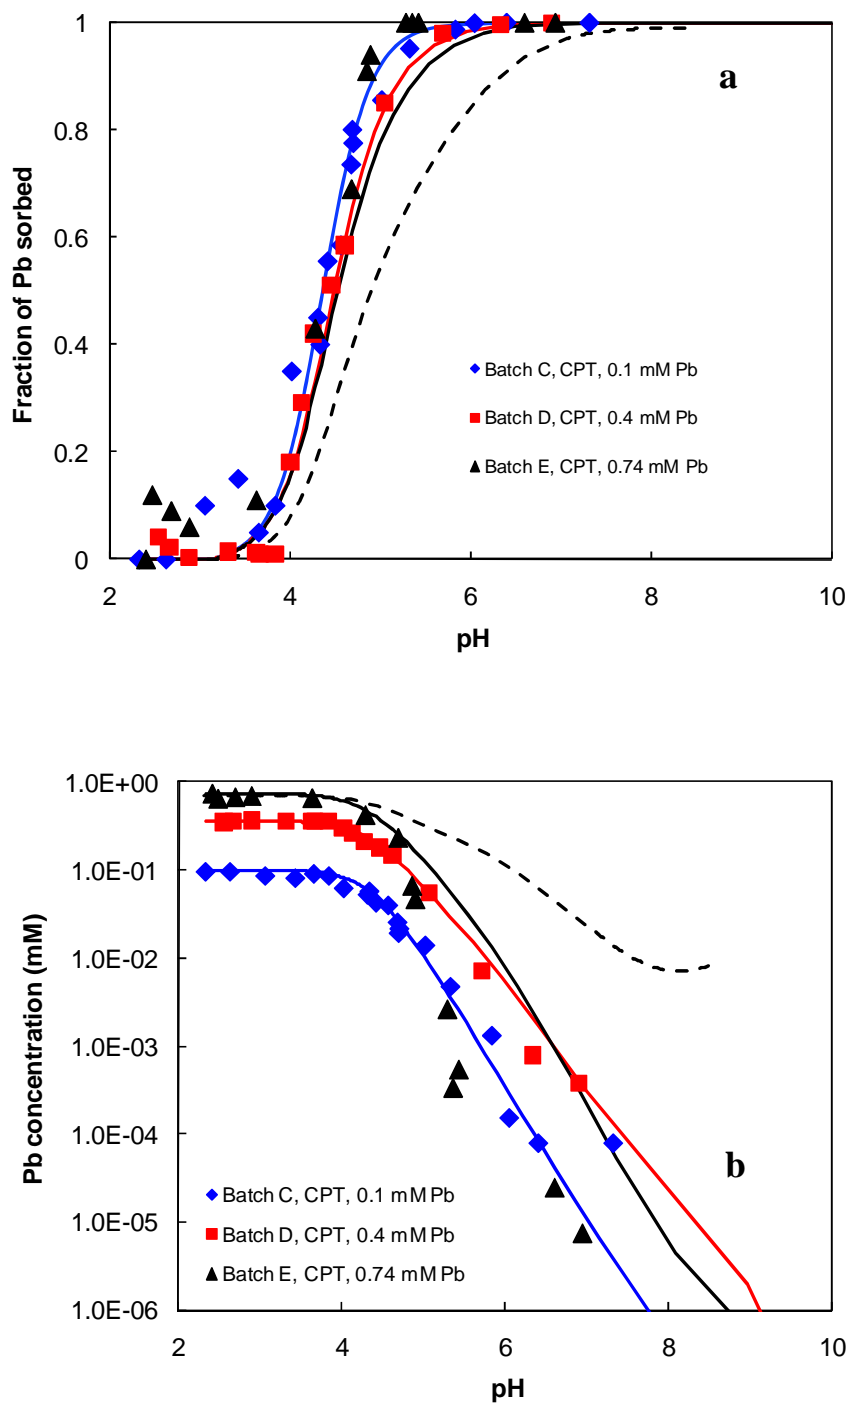 1
a
0.8
0.6
0.4
0.2
0
Fraction of Pb sorbed
Batch C, CPT, 0.1 mM Pb
Batch D, CPT, 0.4 mM Pb
Batch E, CPT, 0.74 mM Pb
2 4 6 8 10
pH
1.0E+00
1.0E-01
1.0E-02
1.0E-03
1.0E-04
1.0E-05
1.0E-06
Pb concentration (mM)
b
Batch C, CPT, 0.1 mM Pb
Batch D, CPT, 0.4 mM Pb
Batch E, CPT, 0.74 mM Pb
2 4 6 8 10
pH